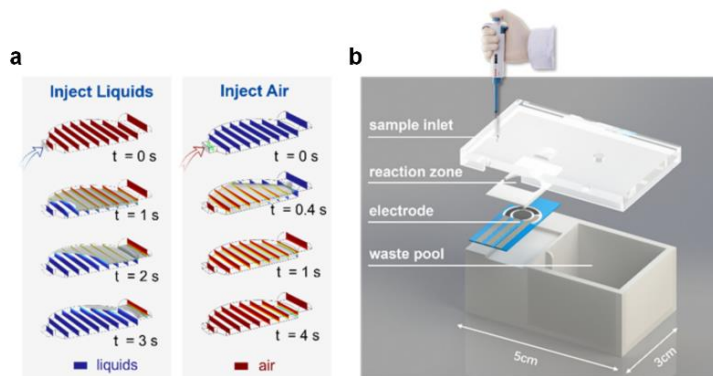 a
Inject Liquids
t = 0 s
t = 1 s
t = 2 s
t = 3 s
Inject Air
t = 0 s
t = 0.4 s
t = 1 s
t = 4 s
liquids
air
b
sample inlet
reaction zone
electrode
waste pool
5cm
3cm